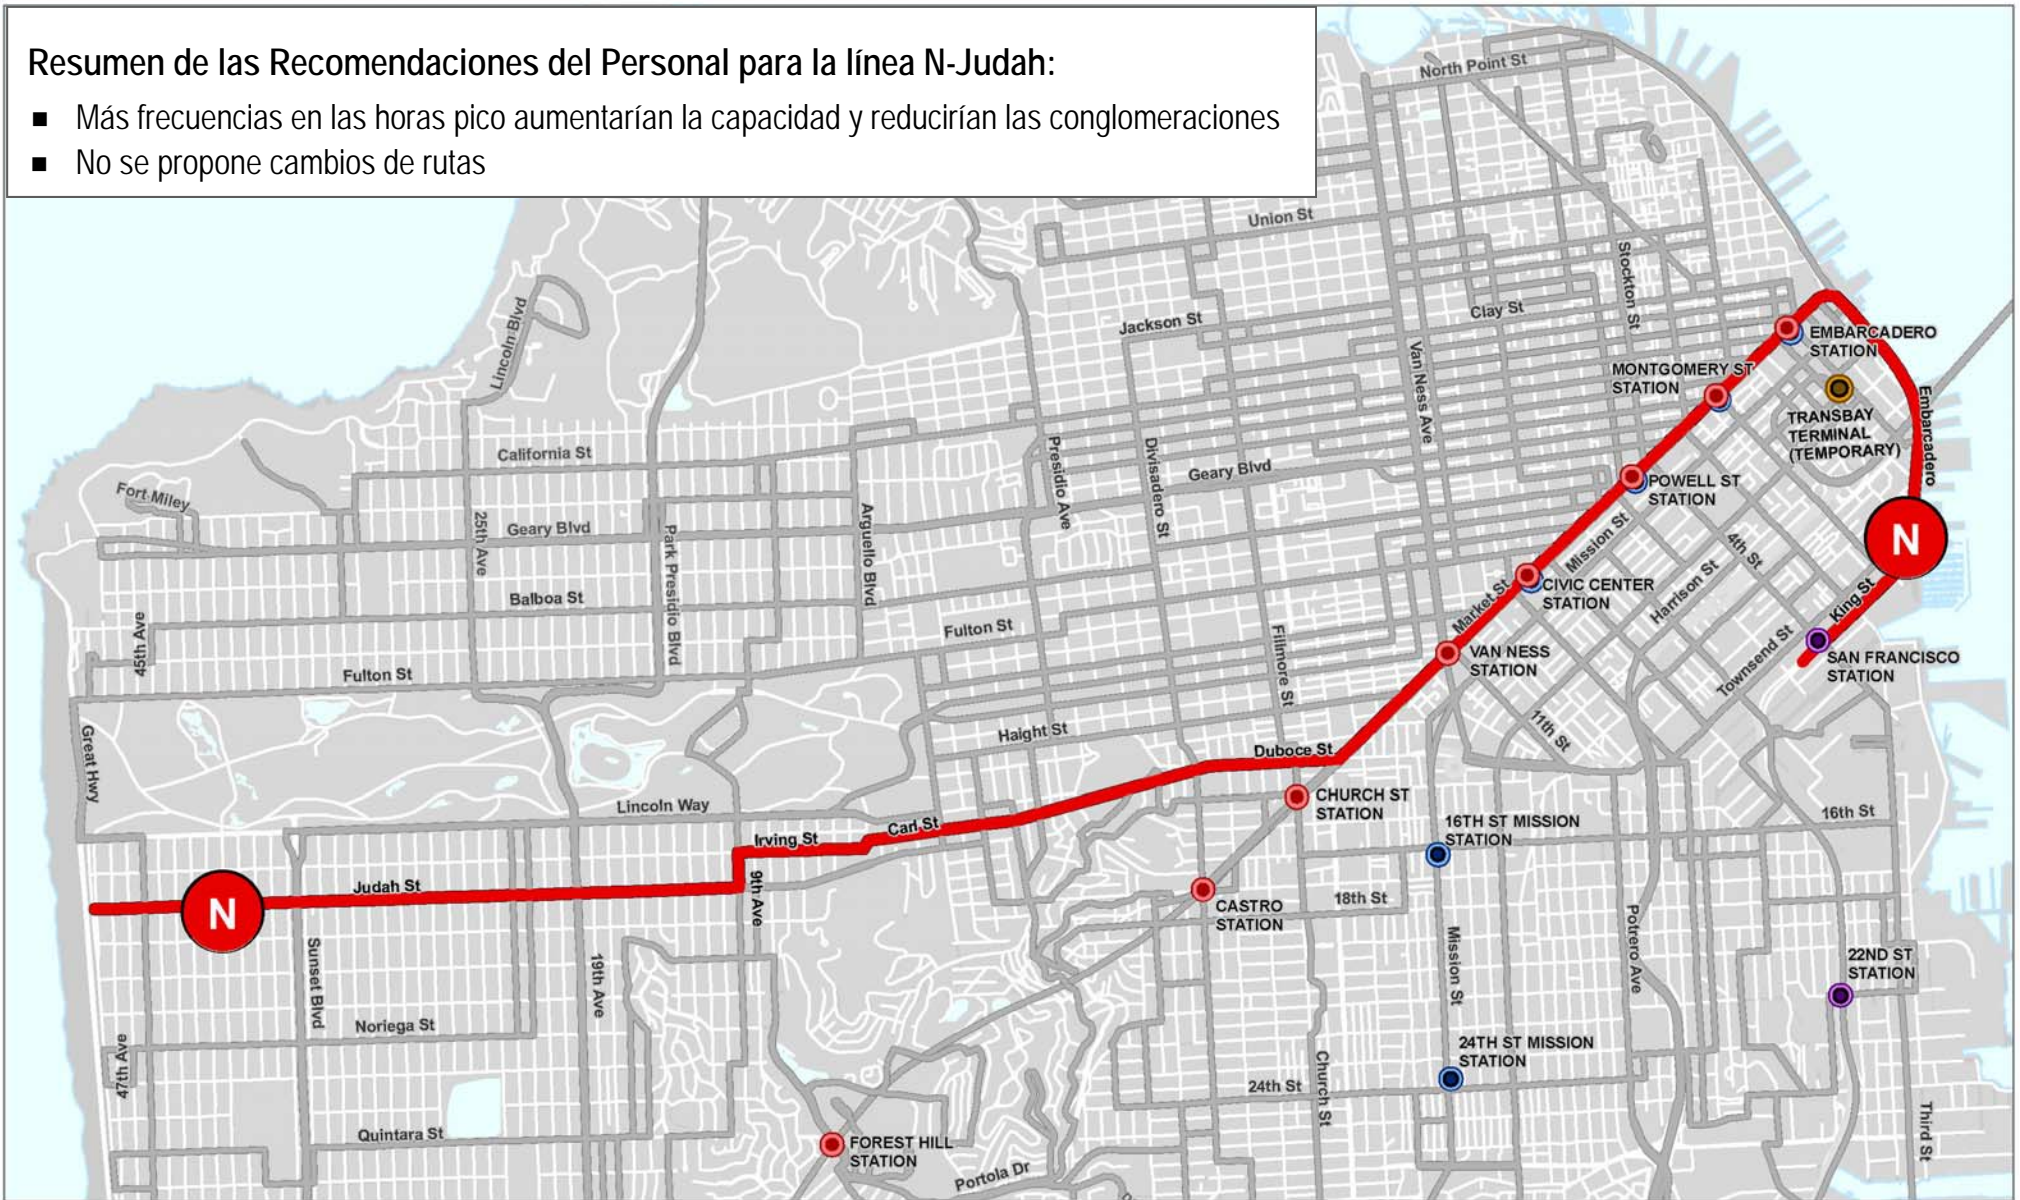 Resumen de las Recomendaciones del Personal para la línea N-Judah:
■ Más frecuencias en las horas pico aumentarían la capacidad y reducirían las conglomeraciones
■ No se propone cambios de rutas
North Point St
Union St
Stockton St
Lincoln Blvd
Jackson St
Clay St
Van Ness Ave
EMBARCADERO
STATION
MONTGOMERY ST
STATION
TRANSBAY
TERMINAL
(TEMPORARY)
Embarcadero
California St
Presidio Ave
Divisadero St
Geary Blvd
POWELL ST
STATION
Fort Miley
25th Ave
Geary Blvd
Park Presidio Blvd
Arguello Blvd
Mission St
4th St
N
Balboa St
CIVIC CENTER
STATION
Harrison St
King St
Market St
45th Ave
Fulton St
Fillmore St
VAN NESS
STATION
Townsend St
SAN FRANCISCO
STATION
Fulton St
Great Hwy
Haight St
11th St
Duboce St
Lincoln Way
CHURCH ST
STATION
16TH ST MISSION
STATION
16th St
Irving St
Carl St
Judah St
9th Ave
N
CASTRO
STATION
18th St
Sunset Blvd
19th Ave
Mission St
Potrero Ave
22ND ST
STATION
Noriega St
47th Ave
24TH ST MISSION
STATION
24th St
Church St
Third St
Quintara St
FOREST HILL
STATION
Portola Dr